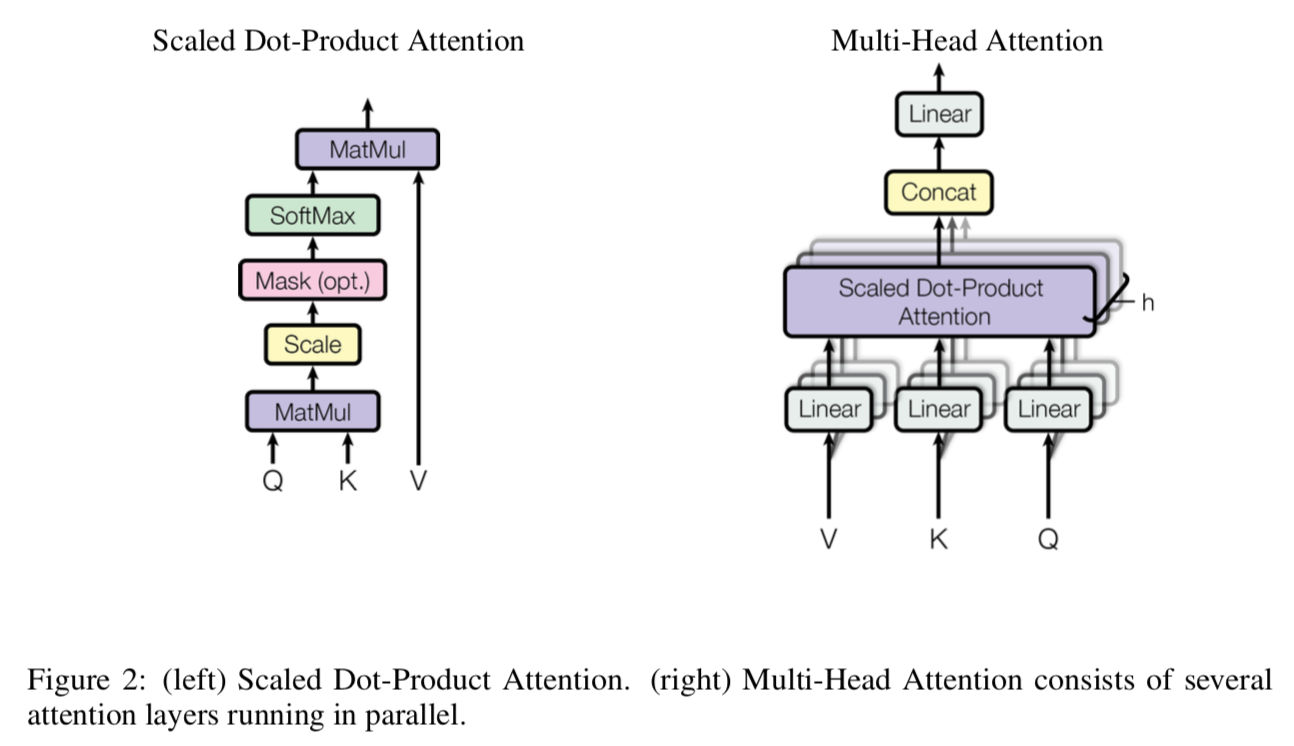 Scaled Dot-Product Attention
MatMul
SoftMax
Mask (opt.)
Scale
MatMul
Q K V
Multi-Head Attention
Linear
Concat
Scaled Dot-Product
Attention
h
Linear Linear Linear
V K Q
Figure 2: (left) Scaled Dot-Product Attention. (right) Multi-Head Attention consists of several
attention layers running in parallel.